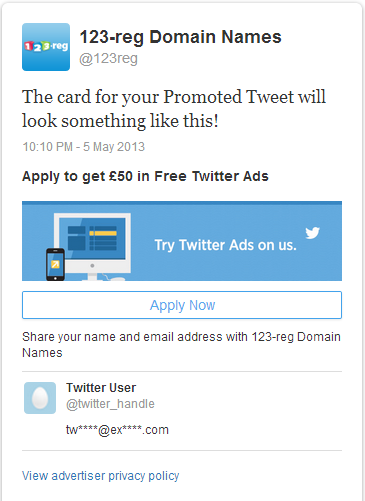 123-reg
123-reg Domain Names
@123reg
The card for your Promoted Tweet will
look something like this!
10:10 PM - 5 May 2013
Apply to get £50 in Free Twitter Ads
Try Twitter Ads on us.
Apply Now
Share your name and email address with 123-reg Domain
Names
Twitter User
@twitter_handle
tw****@ex****.com
View advertiser privacy policy